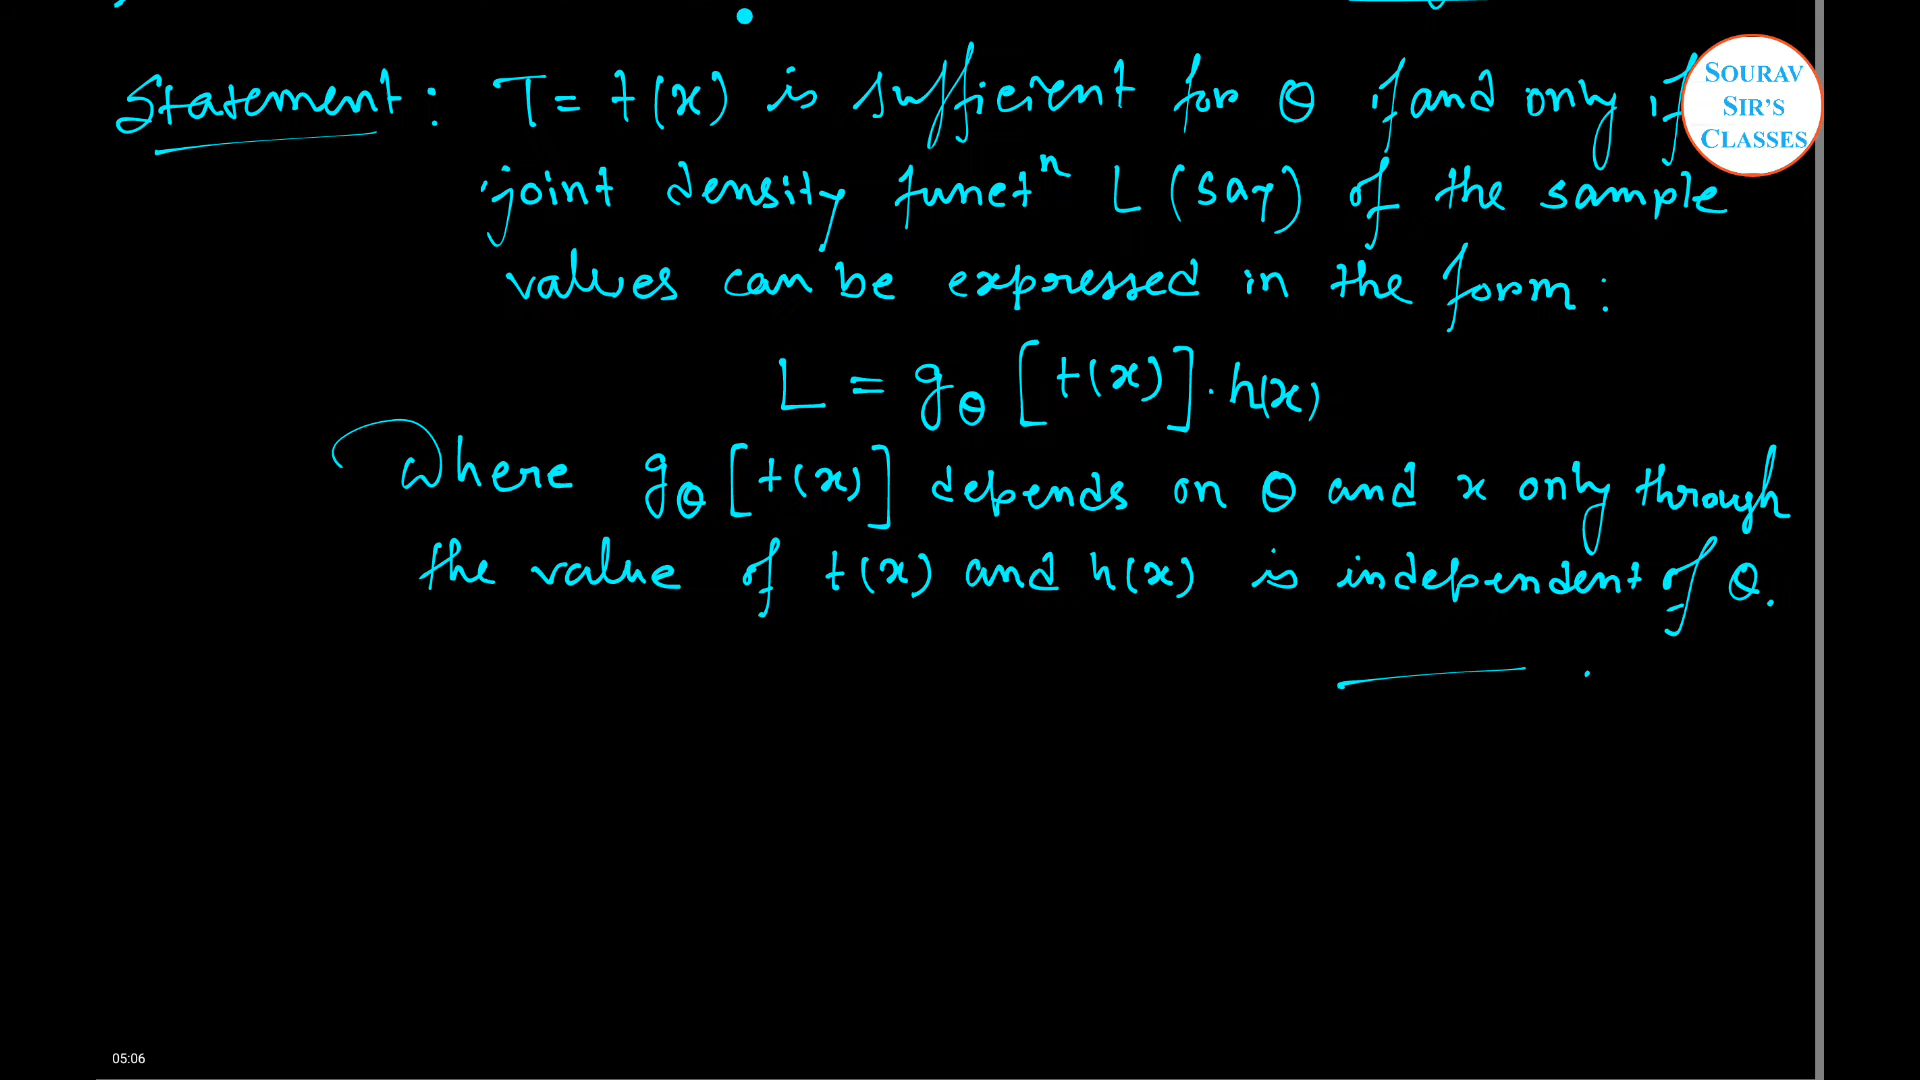 Statement: T = t(x) is sufficient for θ if and only if
SOURAV
SIR'S
CLASSES
joint density functⁿ L (say) of the sample
values can be expressed in the form:
L = g_θ [t(x)] . h(x)
Where g_θ [t(x)] depends on θ and x only through
the value of t(x) and h(x) is independent of θ.
05:06